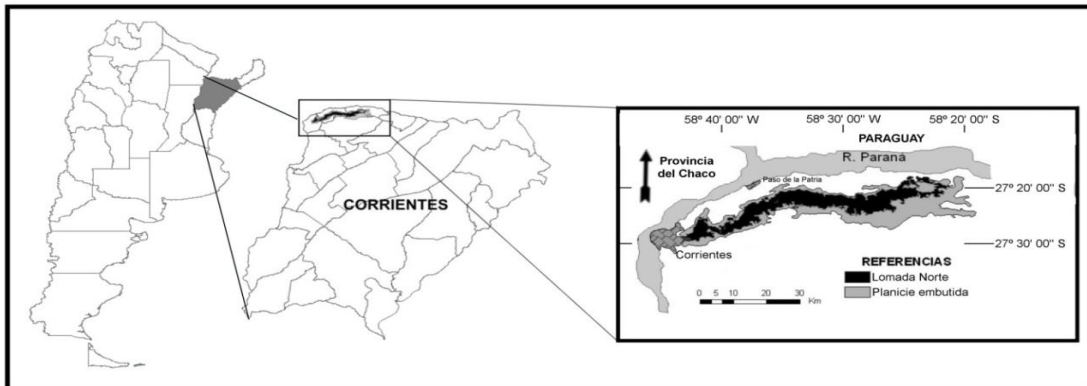 CORRIENTES
58º 40' 00'' W 58º 30' 00'' W 58º 20' 00'' S
PARAGUAY
R. Paraná
Provincia
del Chaco
Paso de la Patria
27º 20' 00'' S
27º 30' 00'' S
Corrientes
REFERENCIAS
Lomada Norte
Planicie embutida
0 5 10 20 30
Km